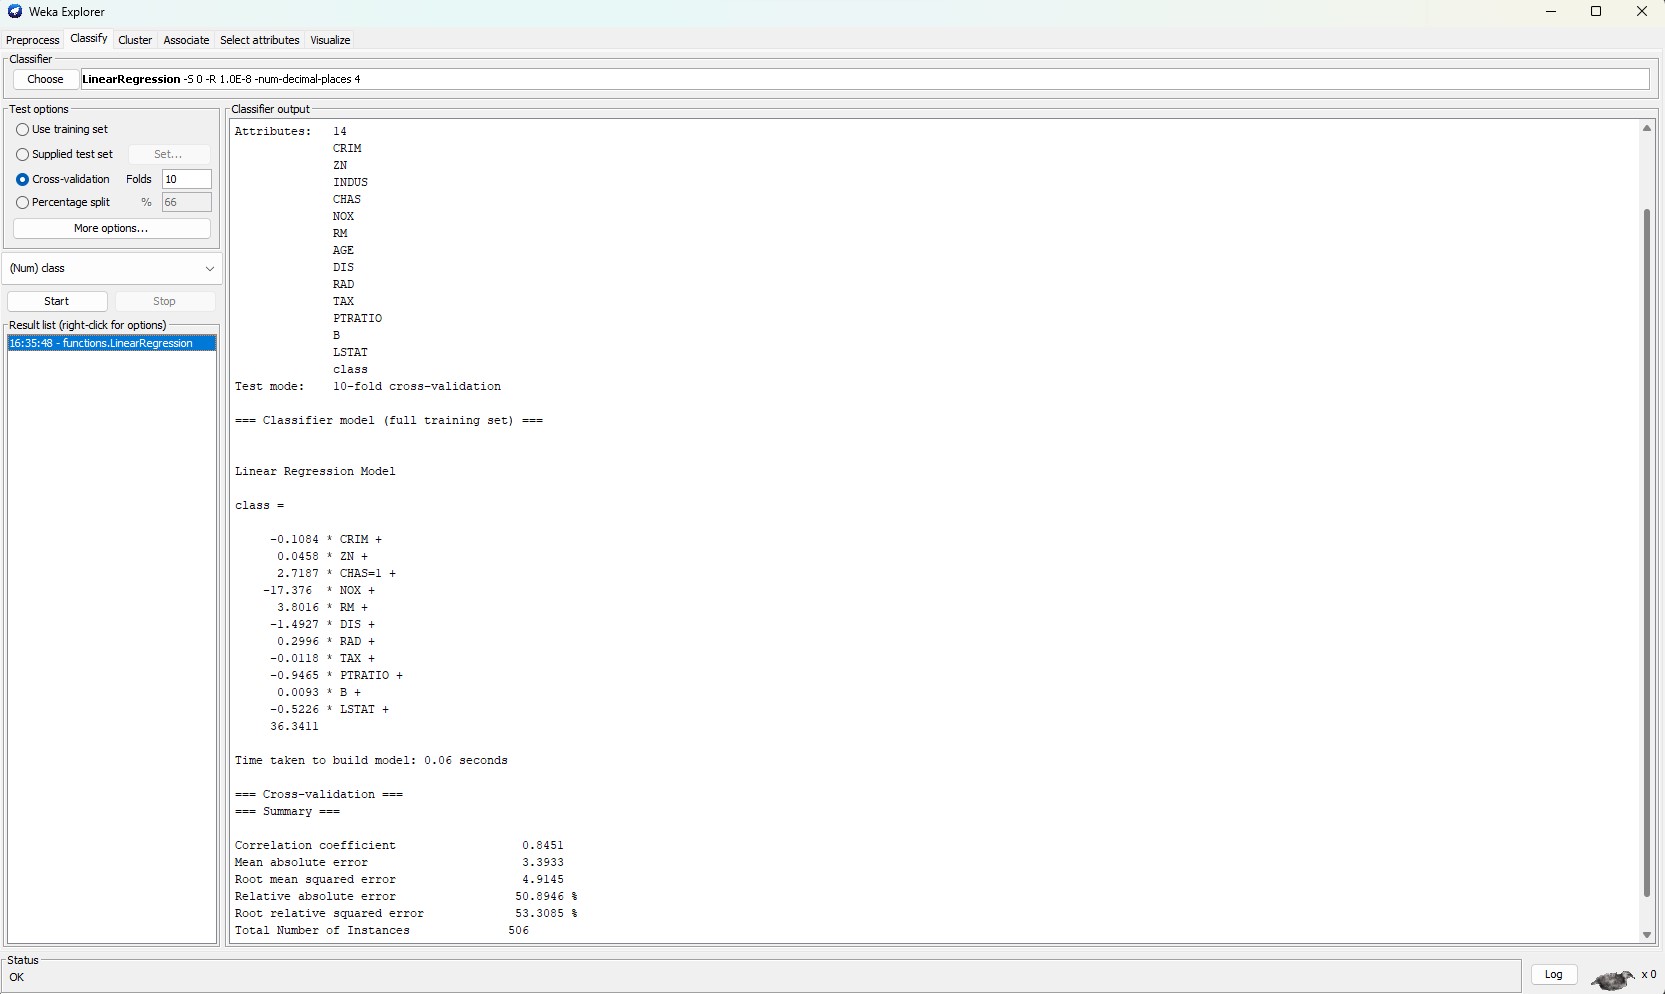 Weka Explorer
Preprocess Classify Cluster Associate Select attributes Visualize
Classifier
Choose LinearRegression -S 0 -R 1.0E-8 -num-decimal-places 4
Test options
Use training set
Supplied test set Set...
Cross-validation Folds 10
Percentage split % 66
More options...
(Num) class
Start Stop
Result list (right-click for options)
16:35:48 - functions.LinearRegression
Classifier output
Attributes: 14
CRIM
ZN
INDUS
CHAS
NOX
RM
AGE
DIS
RAD
TAX
PTRATIO
B
LSTAT
class
Test mode: 10-fold cross-validation
=== Classifier model (full training set) ===
Linear Regression Model
class =
-0.1084 * CRIM +
0.0458 * ZN +
2.7187 * CHAS=1 +
-17.376 * NOX +
3.8016 * RM +
-1.4927 * DIS +
0.2996 * RAD +
-0.0118 * TAX +
-0.9465 * PTRATIO +
0.0093 * B +
-0.5226 * LSTAT +
36.3411
Time taken to build model: 0.06 seconds
=== Cross-validation ===
=== Summary ===
Correlation coefficient 0.8451
Mean absolute error 3.3933
Root mean squared error 4.9145
Relative absolute error 50.8946 %
Root relative squared error 53.3085 %
Total Number of Instances 506
Status
OK
Log x 0